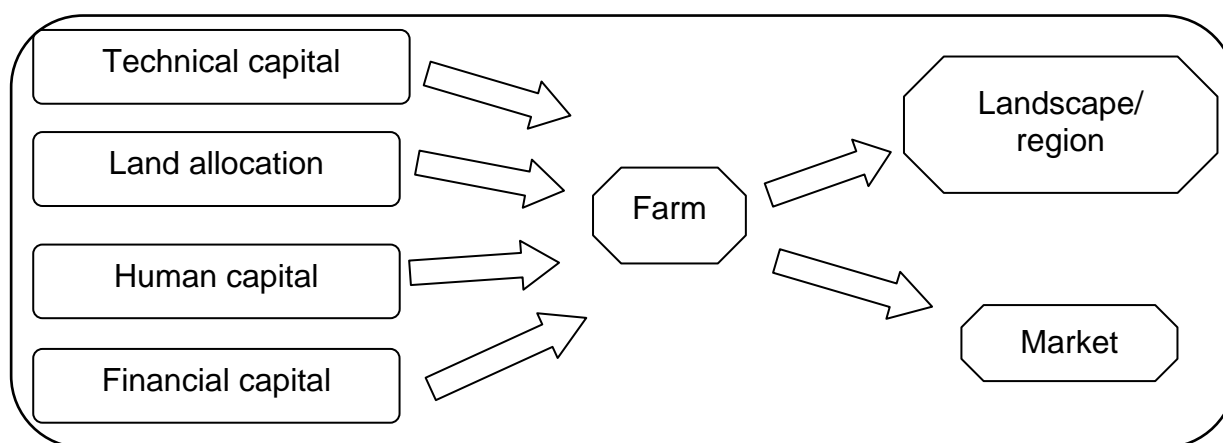 Technical capital
Land allocation
Human capital
Financial capital
Farm
Landscape/
region
Market